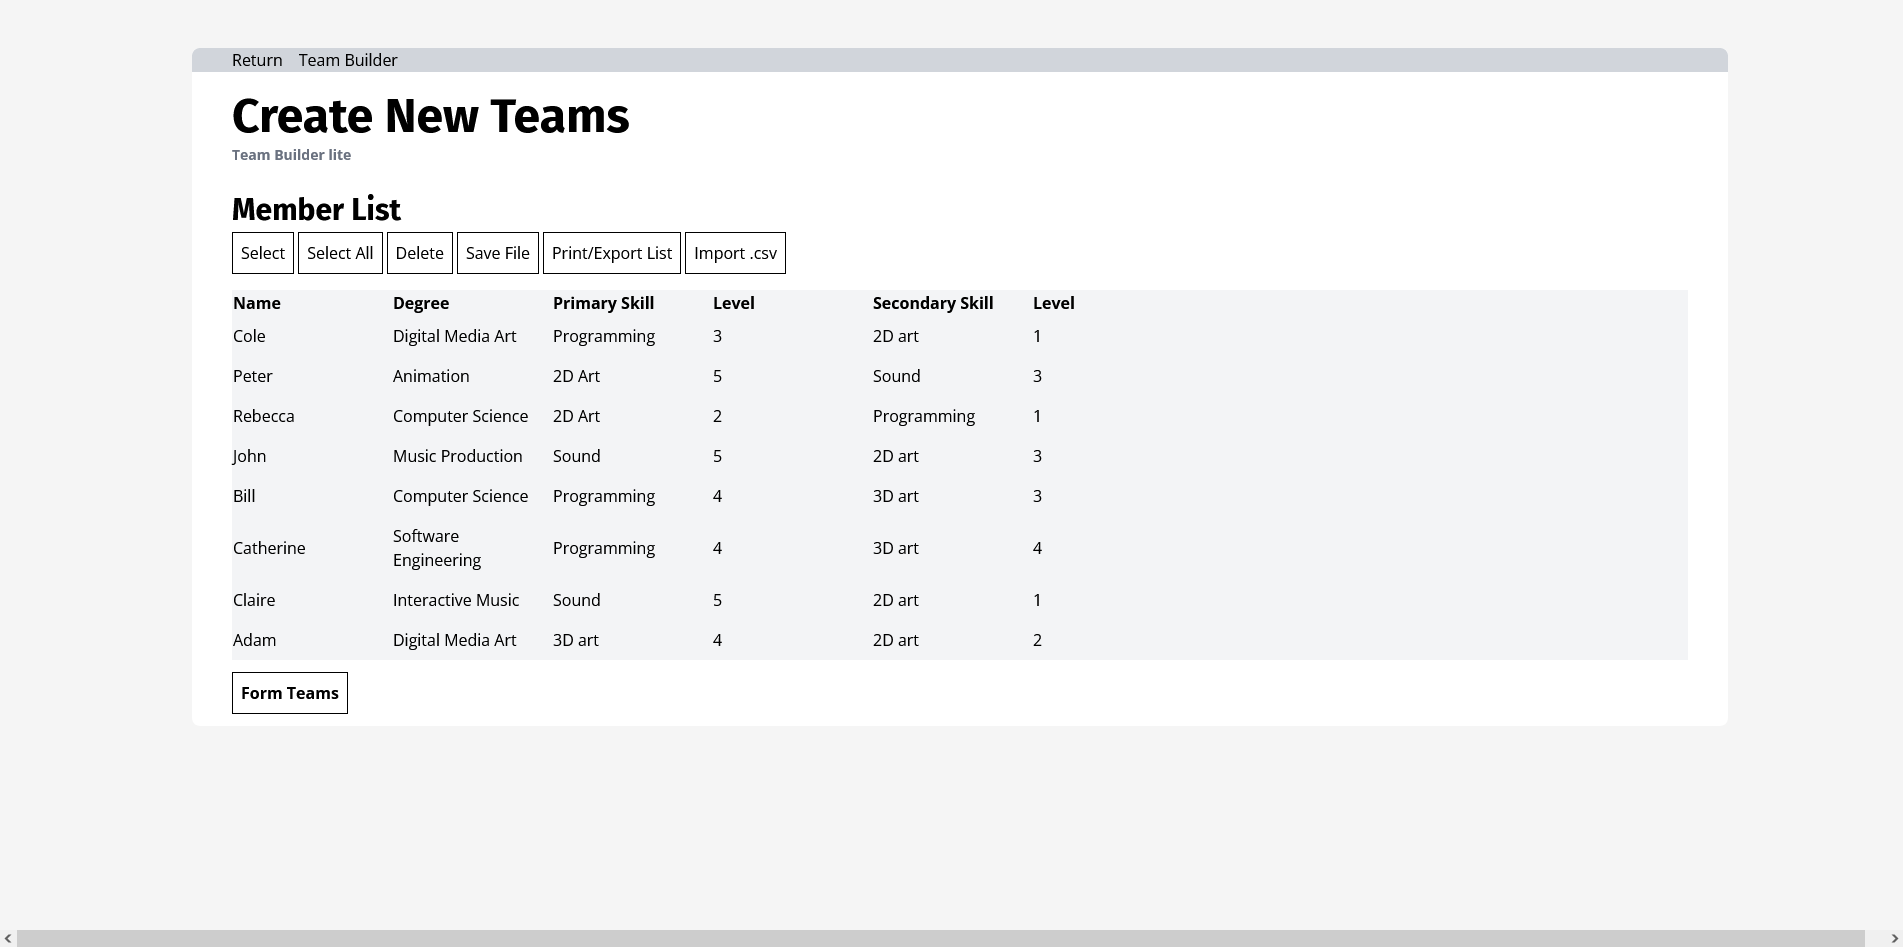 Return Team Builder
Create New Teams
Team Builder lite
Member List
Select Select All Delete Save File Print/Export List Import .csv
Name Degree Primary Skill Level Secondary Skill Level
Cole Digital Media Art Programming 3 2D art 1
Peter Animation 2D Art 5 Sound 3
Rebecca Computer Science 2D Art 2 Programming 1
John Music Production Sound 5 2D art 3
Bill Computer Science Programming 4 3D art 3
Catherine Software Engineering Programming 4 3D art 4
Claire Interactive Music Sound 5 2D art 1
Adam Digital Media Art 3D art 4 2D art 2
Form Teams